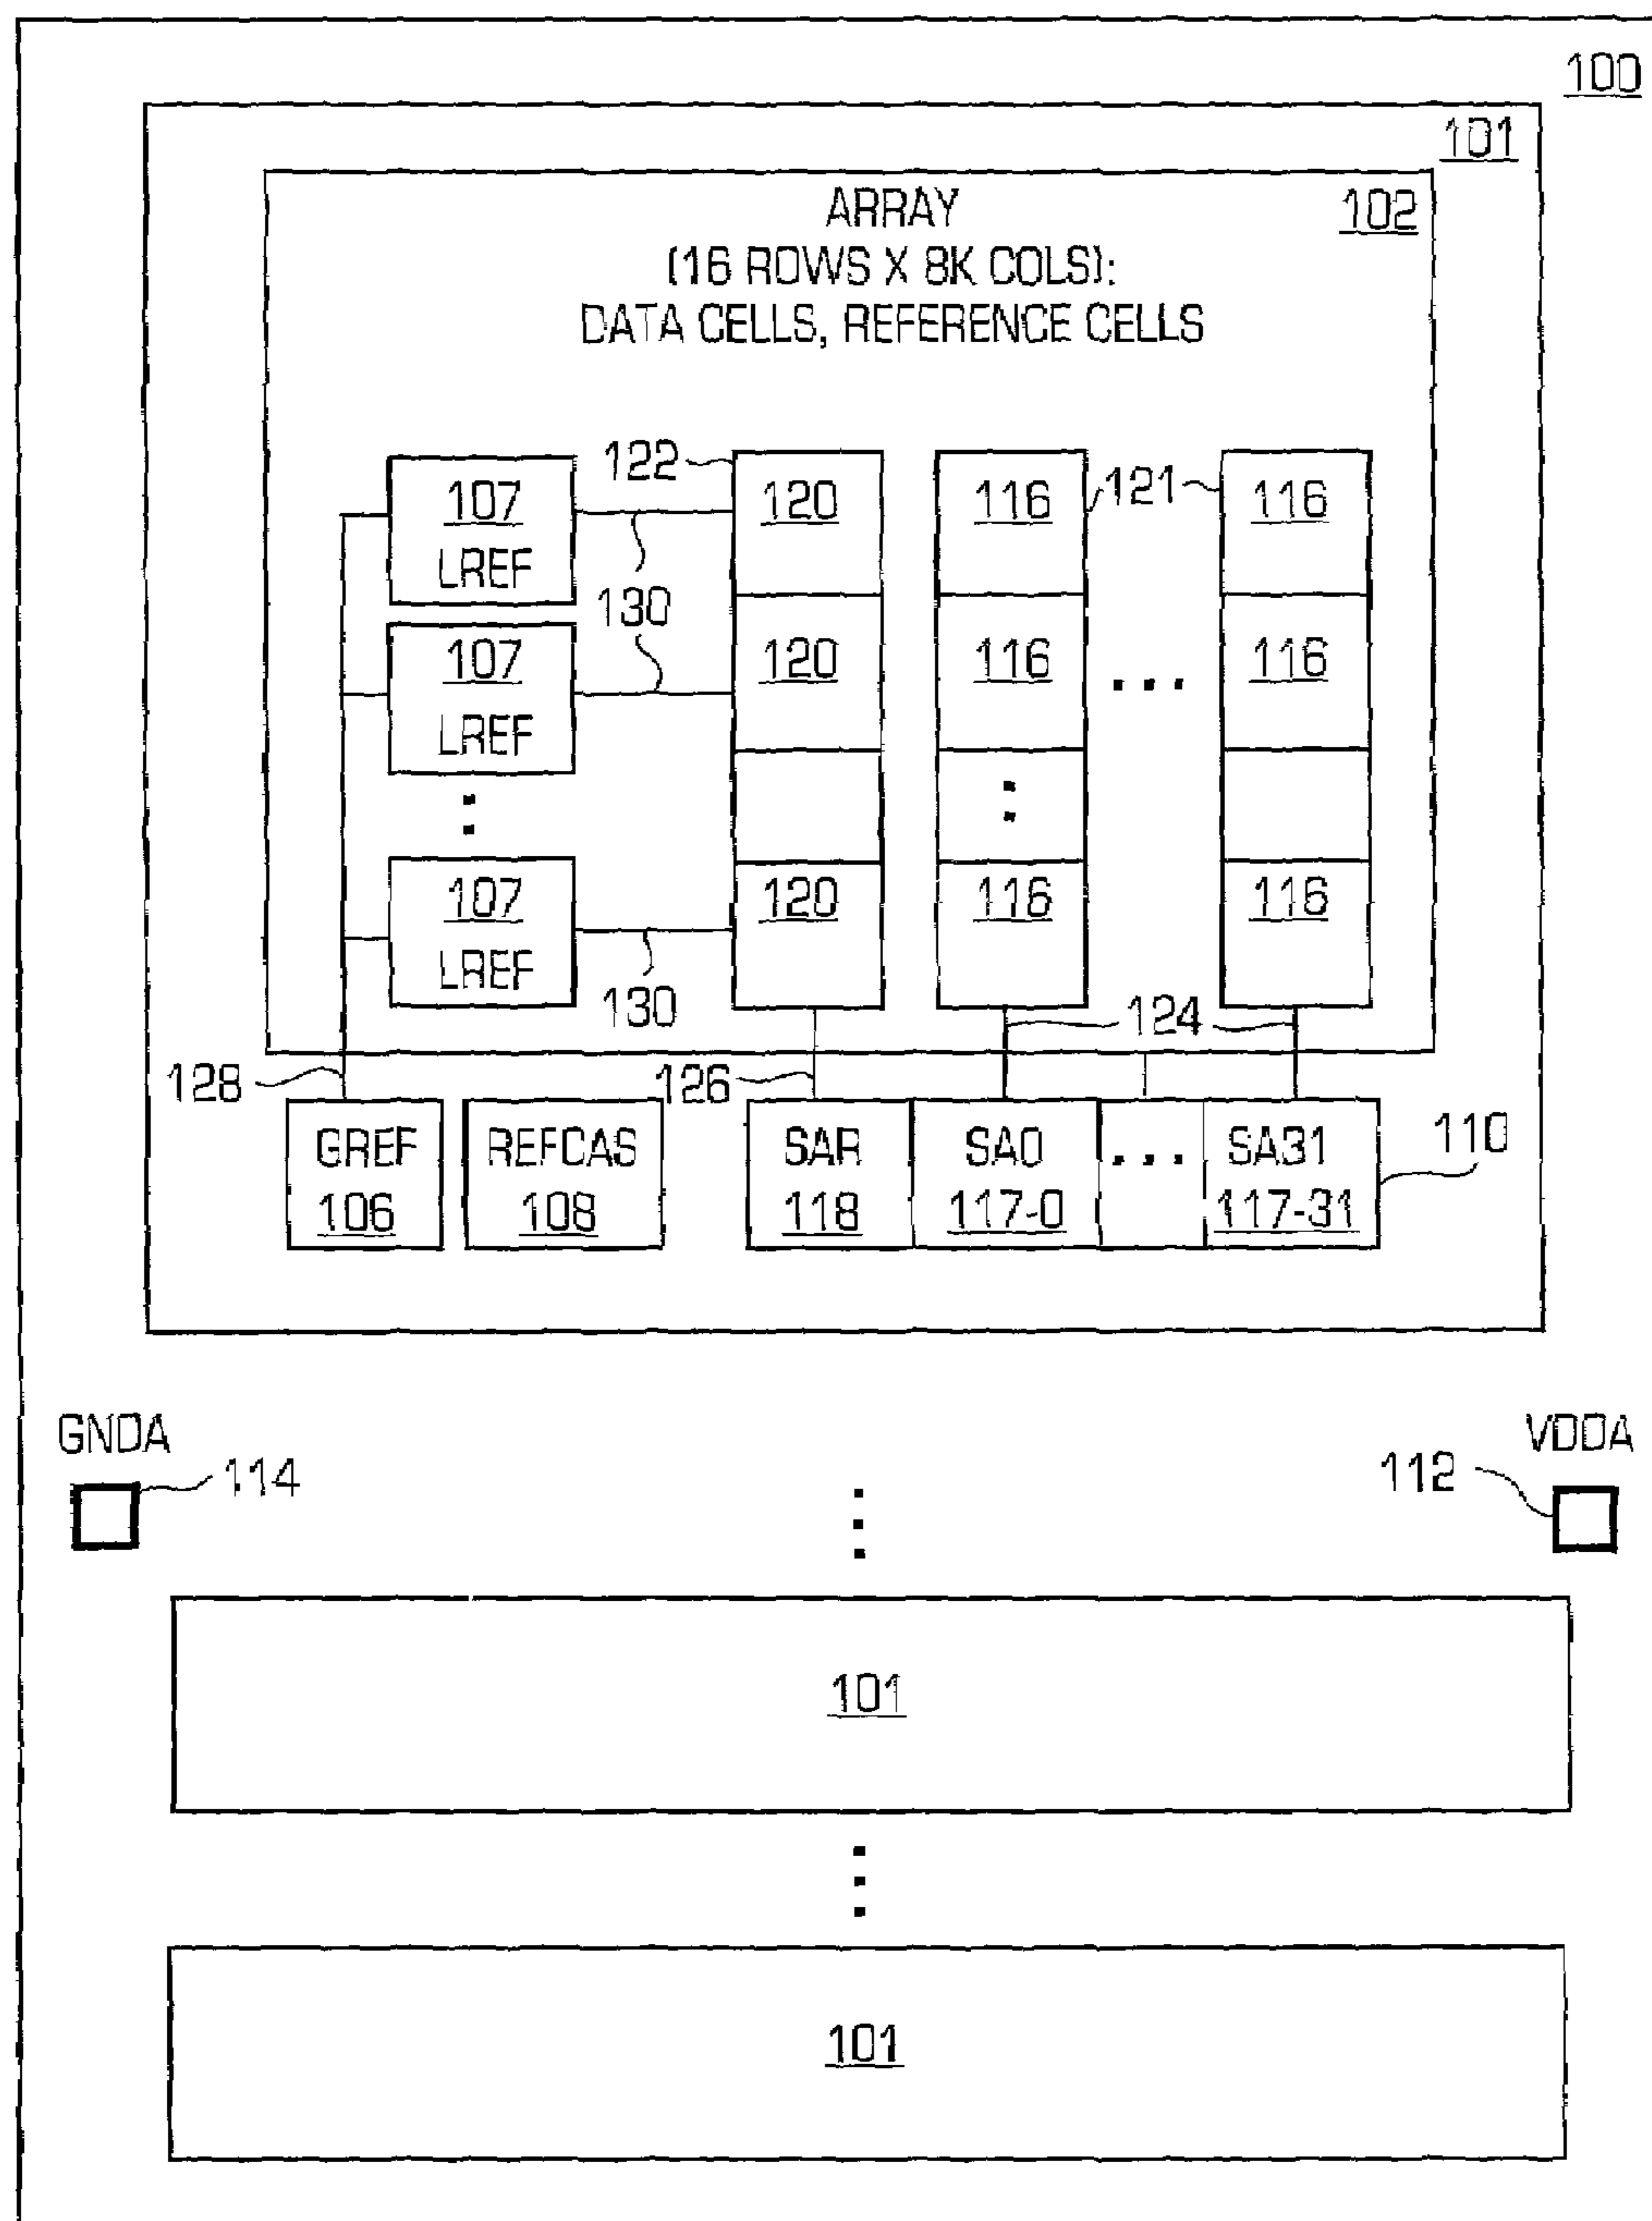 100
101
102
ARRAY
(16 ROWS X 8K COLS):
DATA CELLS, REFERENCE CELLS
122
121
107
LREF
120
116
116
130
107
LREF
120
116
...
116
107
LREF
120
116
116
130
124
128
126
GREF
106
REFCAS
108
SAR
118
SA0
117-0
...
SA31
117-31
110
GNDA
114
VDDA
112
101
101